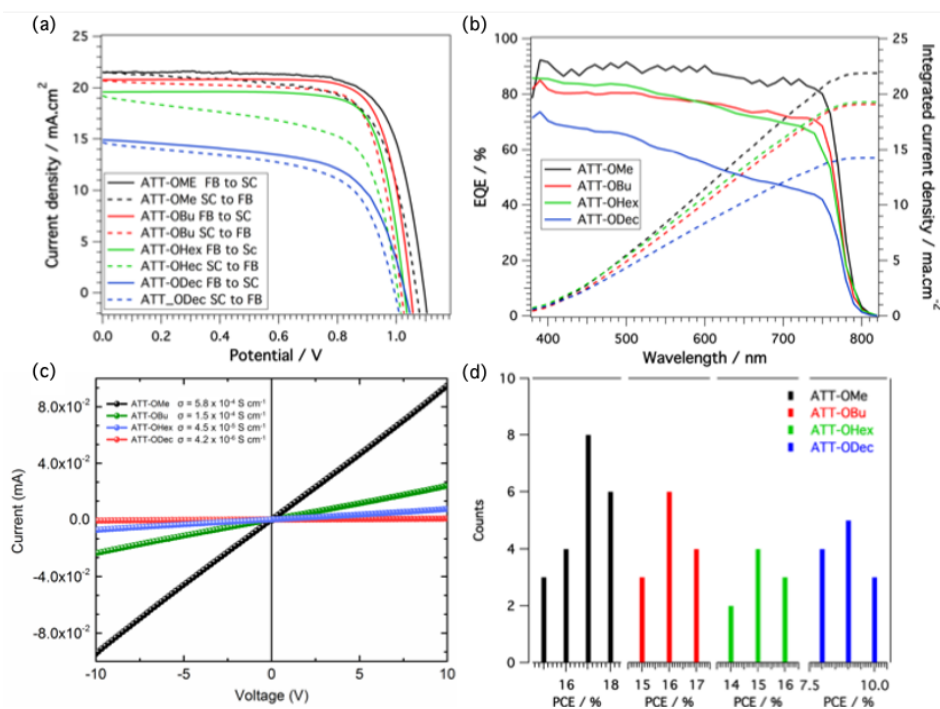 (a)
25
20
15
10
5
0
Current density / mA.cm⁻²
ATT-OME FB to SC
ATT-OMe SC to FB
ATT-OBu FB to SC
ATT-OBu SC to FB
ATT-OHex FB to Sc
ATT-OHec SC to FB
ATT-ODec FB to SC
ATT_ODec SC to FB
0.0 0.2 0.4 0.6 0.8 1.0
Potential / V
(b)
100
80
60
40
20
0
EQE / %
ATT-OMe
ATT-OBu
ATT-OHex
ATT-ODec
25
20
15
10
5
0
Integrated current density / ma.cm⁻²
400 500 600 700 800
Wavelength / nm
(c)
8.0x10⁻²
4.0x10⁻²
0.0
-4.0x10⁻²
-8.0x10⁻²
Current (mA)
ATT-OMe σ = 5.8 x 10⁻⁴ S cm⁻¹
ATT-OBu σ = 1.5 x 10⁻⁴ S cm⁻¹
ATT-OHex σ = 4.5 x 10⁻⁵ S cm⁻¹
ATT-ODec σ = 4.2 x 10⁻⁶ S cm⁻¹
-10 -5 0 5 10
Voltage (V)
(d)
10
8
6
4
2
0
Counts
ATT-OMe
ATT-OBu
ATT-OHex
ATT-ODec
16 18 15 16 17 14 15 16 7.5 10.0
PCE / % PCE / % PCE / % PCE / %